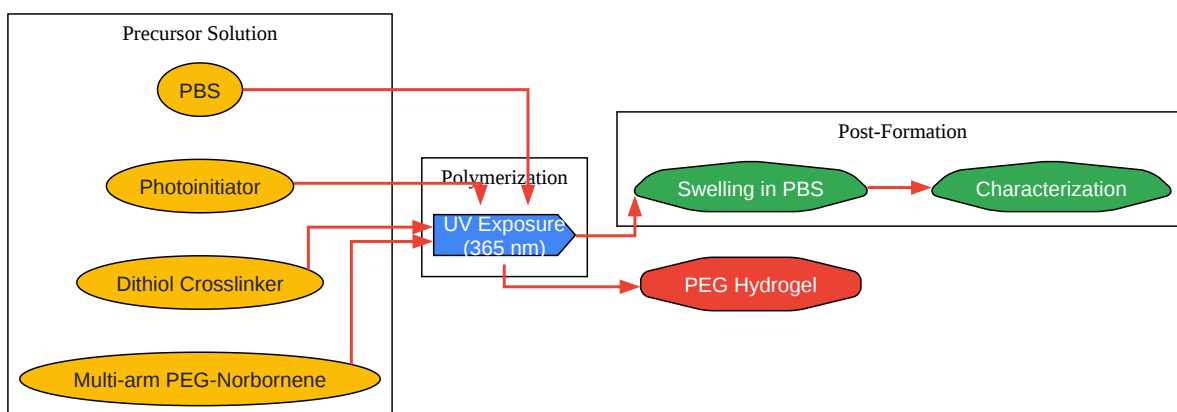 Precursor Solution
PBS
Photoinitiator
Dithiol Crosslinker
Multi-arm PEG-Norbornene
Polymerization
UV Exposure
(365 nm)
Post-Formation
Swelling in PBS
Characterization
PEG Hydrogel